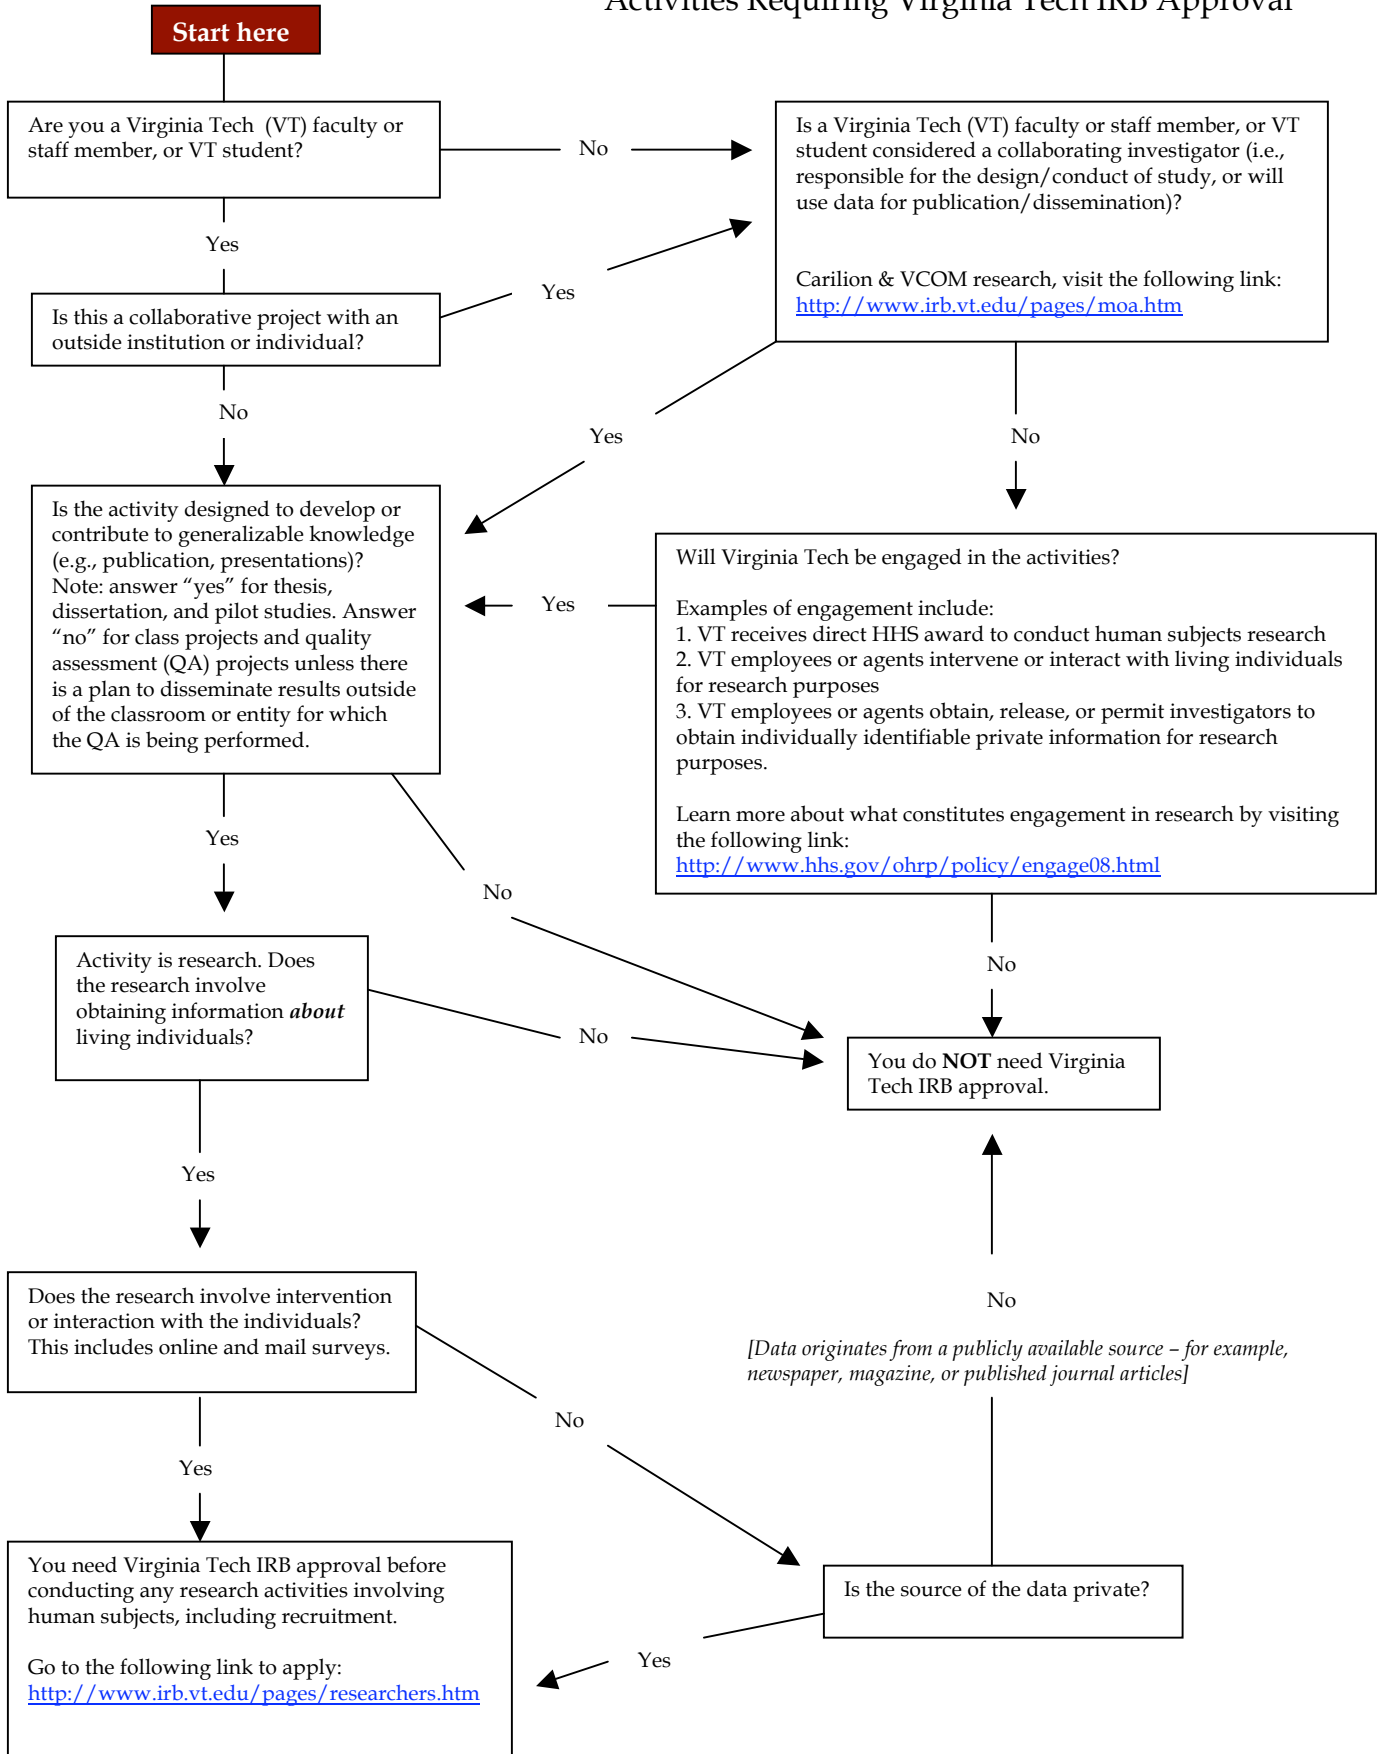 Activities Requiring Virginia Tech IRB Approval
Start here
Are you a Virginia Tech (VT) faculty or
staff member, or VT student?
No
Is a Virginia Tech (VT) faculty or staff member, or VT
student considered a collaborating investigator (i.e.,
responsible for the design/conduct of study, or will
use data for publication/dissemination)?
Carilion & VCOM research, visit the following link:
http://www.irb.vt.edu/pages/moa.htm
Yes
Is this a collaborative project with an
outside institution or individual?
Yes
No
Yes
No
Is the activity designed to develop or
contribute to generalizable knowledge
(e.g., publication, presentations)?
Note: answer “yes” for thesis,
dissertation, and pilot studies. Answer
“no” for class projects and quality
assessment (QA) projects unless there
is a plan to disseminate results outside
of the classroom or entity for which
the QA is being performed.
Yes
Will Virginia Tech be engaged in the activities?
Examples of engagement include:
1. VT receives direct HHS award to conduct human subjects research
2. VT employees or agents intervene or interact with living individuals
for research purposes
3. VT employees or agents obtain, release, or permit investigators to
obtain individually identifiable private information for research
purposes.
Learn more about what constitutes engagement in research by visiting
the following link:
http://www.hhs.gov/ohrp/policy/engage08.html
Yes
No
No
Activity is research. Does
the research involve
obtaining information about
living individuals?
No
You do NOT need Virginia
Tech IRB approval.
Yes
Does the research involve intervention
or interaction with the individuals?
This includes online and mail surveys.
No
[Data originates from a publicly available source – for example,
newspaper, magazine, or published journal articles]
No
Yes
You need Virginia Tech IRB approval before
conducting any research activities involving
human subjects, including recruitment.
Go to the following link to apply:
http://www.irb.vt.edu/pages/researchers.htm
Is the source of the data private?
Yes